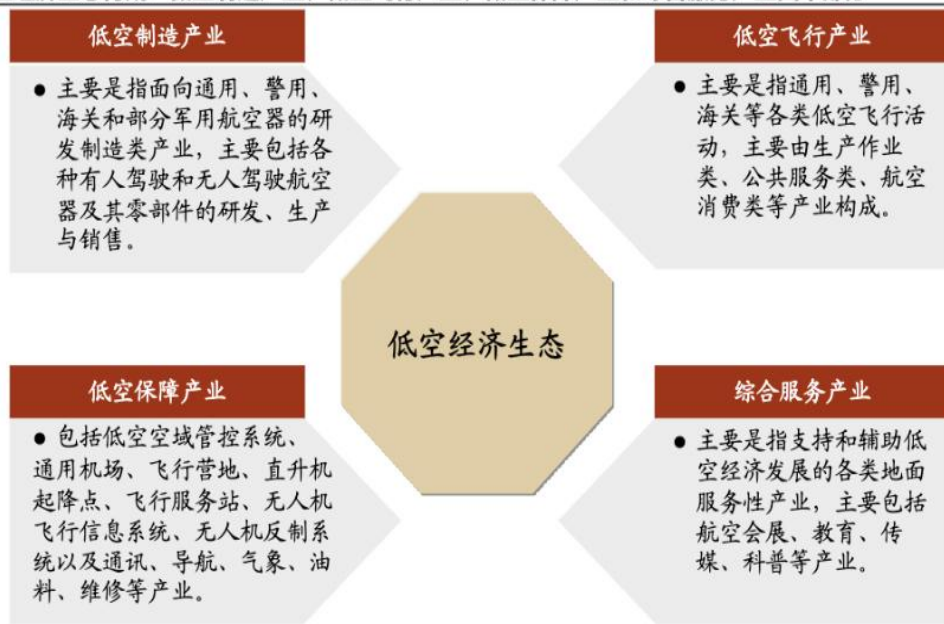 低空制造产业
● 主要是指面向通用、警用、
海关和部分军用航空器的研
发制造类产业，主要包括各
种有人驾驶和无人驾驶航空
器及其零部件的研发、生产
与销售。
低空飞行产业
● 主要是指通用、警用、
海关等各类低空飞行活
动，主要由生产作业
类、公共服务类、航空
消费类等产业构成。
低空经济生态
低空保障产业
● 包括低空空域管控系统、
通用机场、飞行营地、直升机
起降点、飞行服务站、无人机
飞行信息系统、无人机反制系
统以及通讯、导航、气象、油
料、维修等产业。
综合服务产业
● 主要是指支持和辅助低
空经济发展的各类地面
服务性产业，主要包括
航空会展、教育、传
媒、科普等产业。